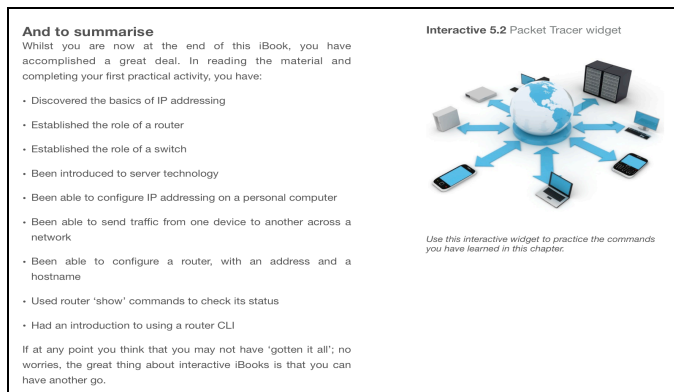 And to summarise
Whilst you are now at the end of this iBook, you have
accomplished a great deal. In reading the material and
completing your first practical activity, you have:
• Discovered the basics of IP addressing
• Established the role of a router
• Established the role of a switch
• Been introduced to server technology
• Been able to configure IP addressing on a personal computer
• Been able to send traffic from one device to another across a
network
• Been able to configure a router, with an address and a
hostname
• Used router ‘show’ commands to check its status
• Had an introduction to using a router CLI
If at any point you think that you may not have ‘gotten it all’; no
worries, the great thing about interactive iBooks is that you can
have another go.
Interactive 5.2 Packet Tracer widget
Use this interactive widget to practice the commands
you have learned in this chapter.